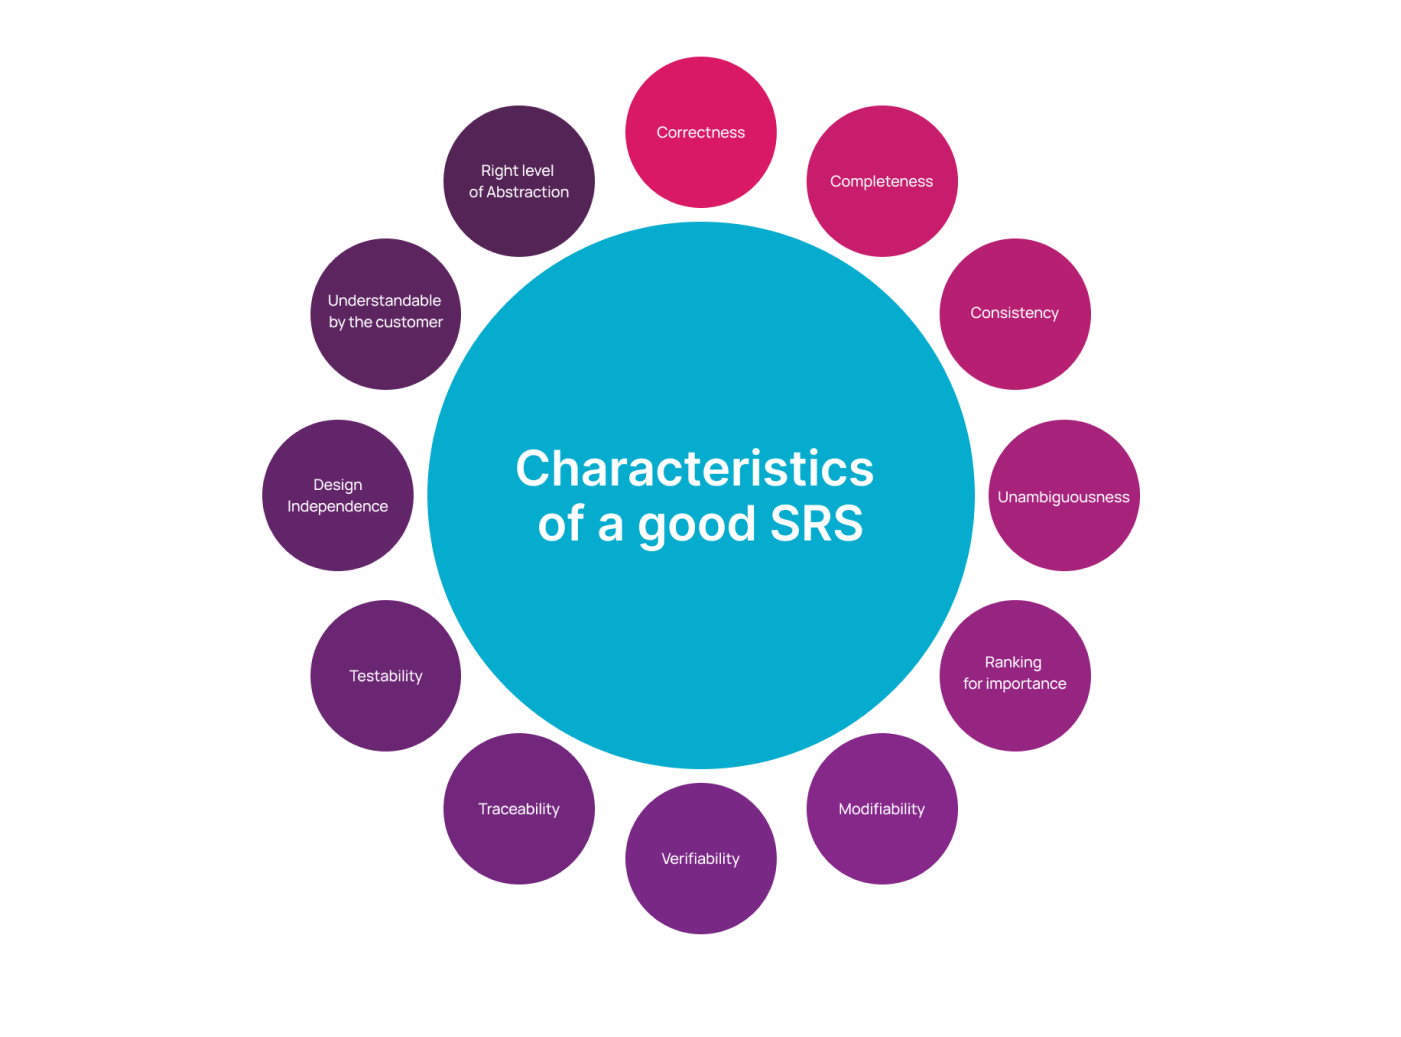 Correctness
Completeness
Consistency
Unambiguousness
Ranking
for importance
Modifiability
Verifiability
Traceability
Testability
Design
Independence
Understandable
by the customer
Right level
of Abstraction
Characteristics
of a good SRS